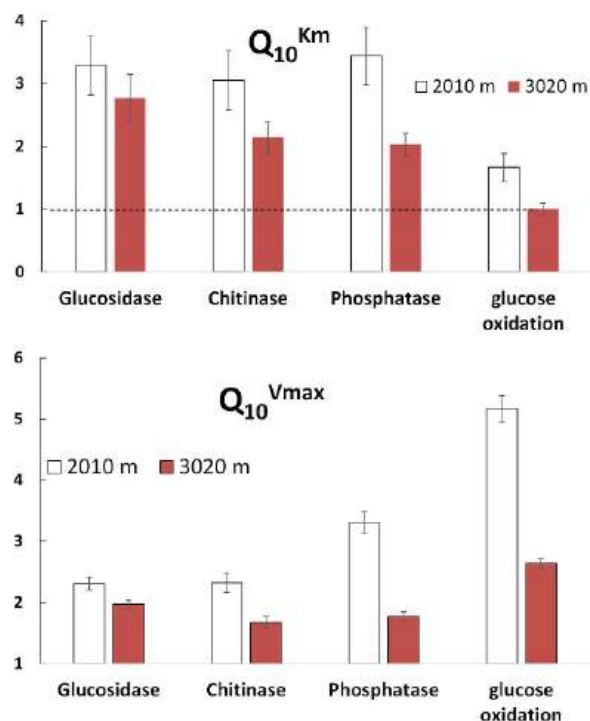 4
Q10Km
3
2010 m 3020 m
2
1
0
Glucosidase Chitinase Phosphatase glucose
oxidation
6
Q10Vmax
5
2010 m 3020 m
4
3
2
1
Glucosidase Chitinase Phosphatase glucose
oxidation